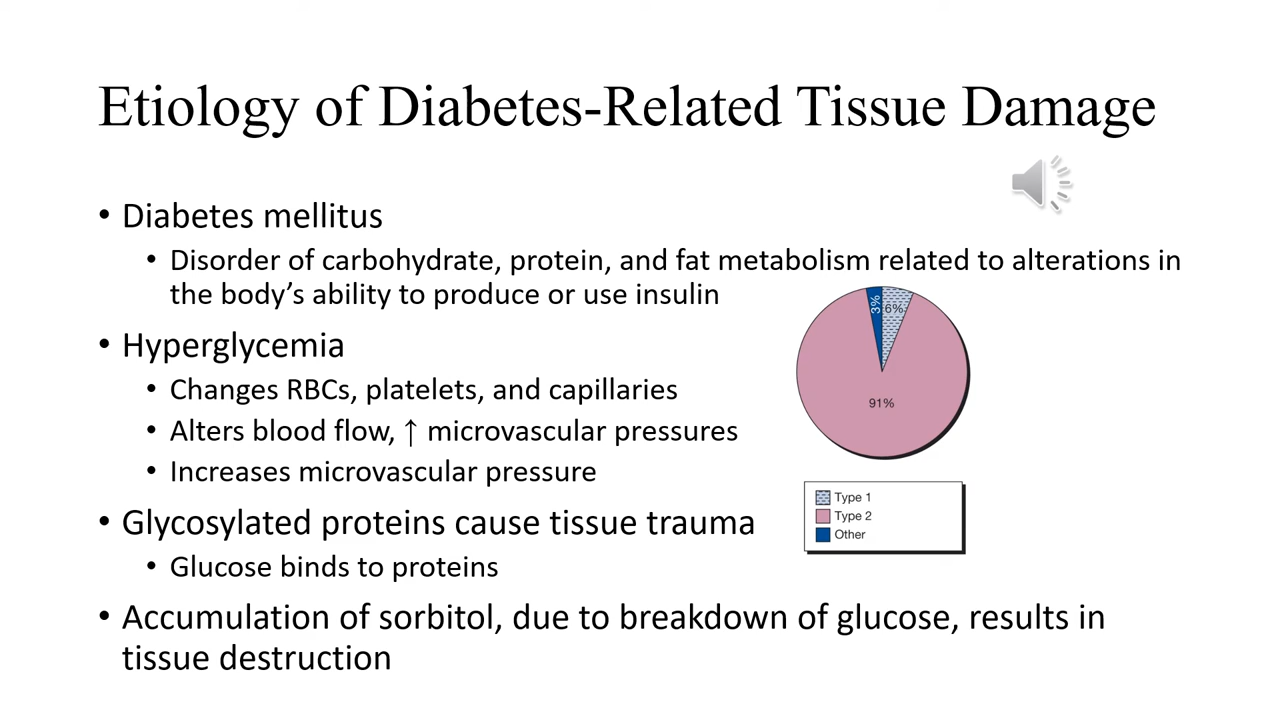 Etiology of Diabetes-Related Tissue Damage
• Diabetes mellitus
• Disorder of carbohydrate, protein, and fat metabolism related to alterations in
the body’s ability to produce or use insulin
• Hyperglycemia
• Changes RBCs, platelets, and capillaries
• Alters blood flow, ↑ microvascular pressures
• Increases microvascular pressure
• Glycosylated proteins cause tissue trauma
• Glucose binds to proteins
• Accumulation of sorbitol, due to breakdown of glucose, results in
tissue destruction
3%
6%
91%
Type 1
Type 2
Other